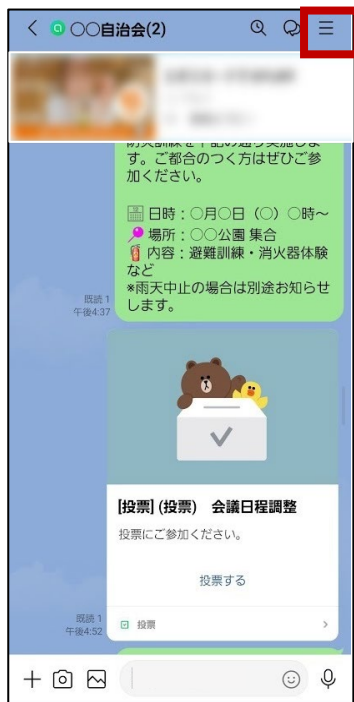 ○○自治会(2)
防火訓練を下記の通り実施しま
す。ご都合のつく方はぜひご参
加ください。
日時：○月○日（○）○時～
場所：○○公園 集合
内容：避難訓練・消火器体験
など
*雨天中止の場合は別途お知らせ
します。
既読 1
午後4:37
[投票] (投票)　会議日程調整
投票にご参加ください。
投票する
投票
既読 1
午後4:52